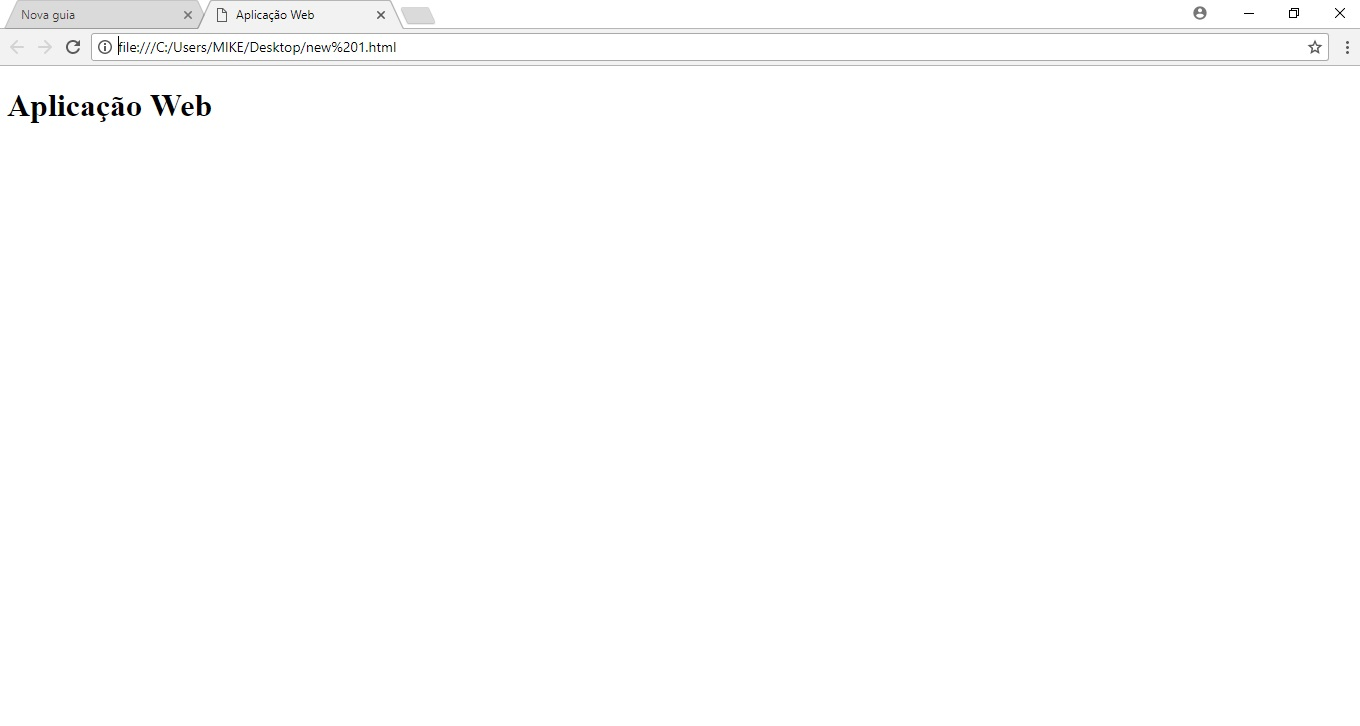 Nova guia
Aplicação Web
file:///C:/Users/MIKE/Desktop/new%201.html
Aplicação Web